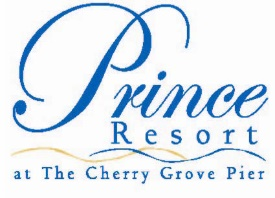 Prince
Resort
at The Cherry Grove Pier